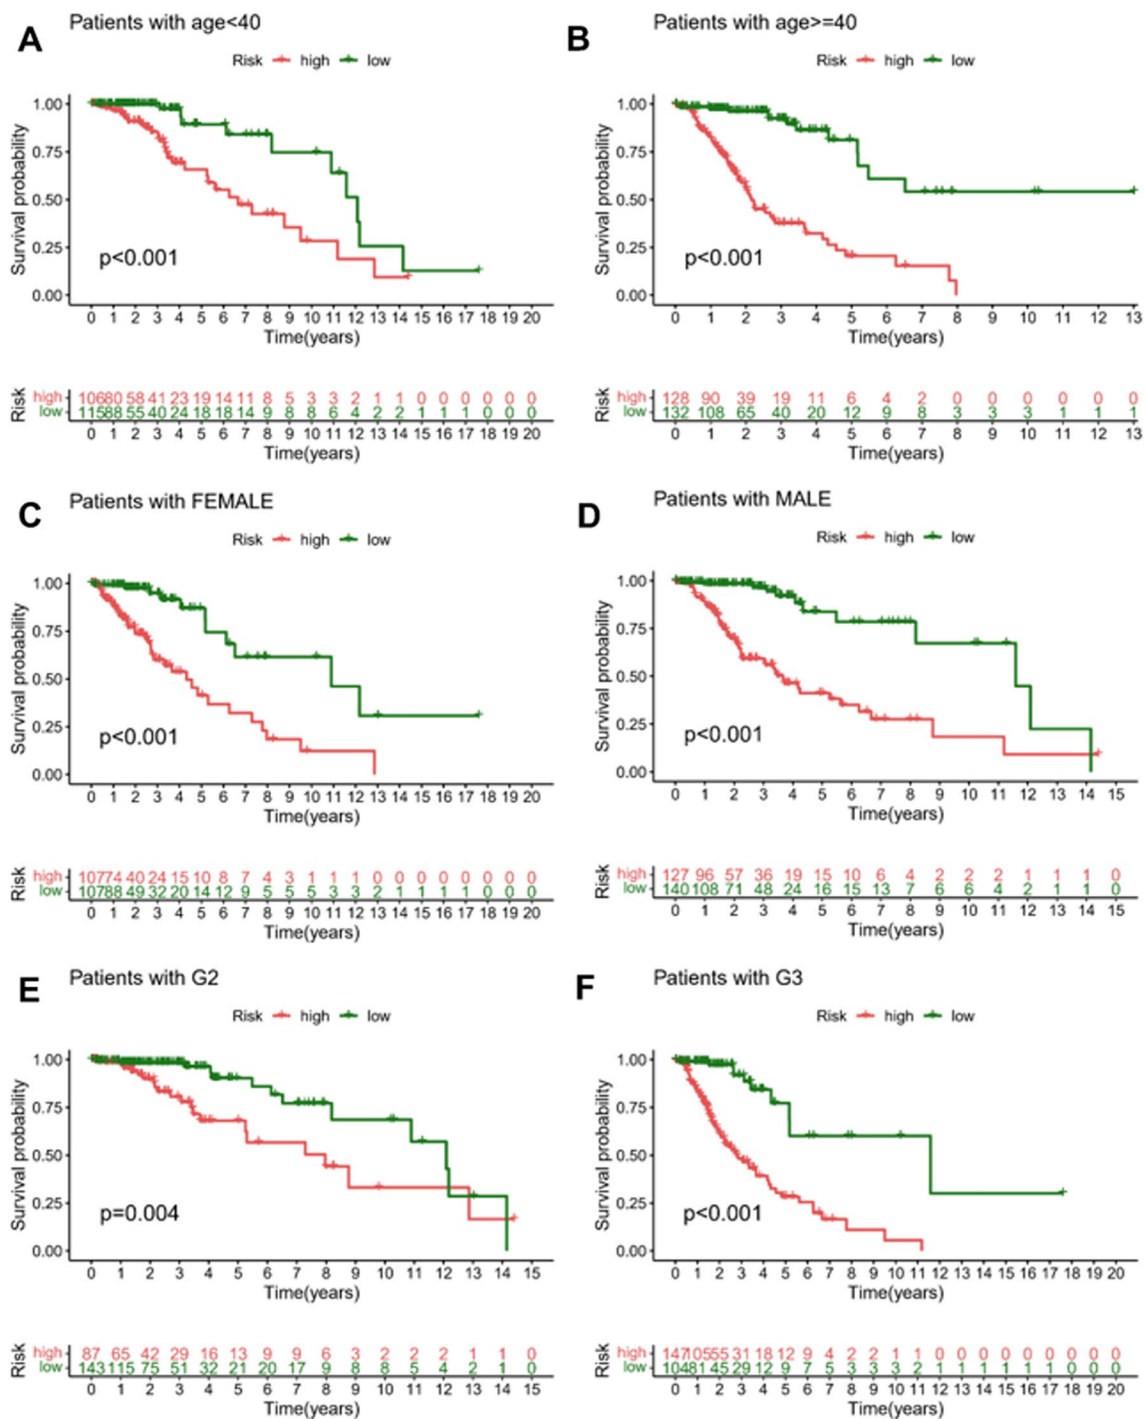 A Patients with age<40
Risk high low
Survival probability
1.00
0.75
0.50
0.25
0.00
p<0.001
0 1 2 3 4 5 6 7 8 9 10 11 12 13 14 15 16 17 18 19 20
Time(years)
Risk
high 106 80 58 41 23 19 14 11 8 5 3 3 2 1 1 0 0 0 0 0 0
low 115 88 55 40 24 18 18 14 9 8 8 6 4 2 2 1 1 1 0 0 0
0 1 2 3 4 5 6 7 8 9 10 11 12 13 14 15 16 17 18 19 20
Time(years)
B Patients with age>=40
Risk high low
Survival probability
1.00
0.75
0.50
0.25
0.00
p<0.001
0 1 2 3 4 5 6 7 8 9 10 11 12 13
Time(years)
Risk
high 128 90 39 19 11 6 4 2 0 0 0 0 0 0
low 132 108 65 40 20 12 9 8 3 3 3 1 1 1
0 1 2 3 4 5 6 7 8 9 10 11 12 13
Time(years)
C Patients with FEMALE
Risk high low
Survival probability
1.00
0.75
0.50
0.25
0.00
p<0.001
0 1 2 3 4 5 6 7 8 9 10 11 12 13 14 15 16 17 18 19 20
Time(years)
Risk
high 107 74 40 24 15 10 8 7 4 3 1 1 1 0 0 0 0 0 0 0 0
low 107 88 49 32 20 14 12 9 5 5 5 3 3 2 1 1 1 1 0 0 0
0 1 2 3 4 5 6 7 8 9 10 11 12 13 14 15 16 17 18 19 20
Time(years)
D Patients with MALE
Risk high low
Survival probability
1.00
0.75
0.50
0.25
0.00
p<0.001
0 1 2 3 4 5 6 7 8 9 10 11 12 13 14 15
Time(years)
Risk
high 127 96 57 36 19 15 10 6 4 2 2 2 1 1 1 0
low 140 108 71 48 24 16 15 13 7 6 6 4 2 1 1 0
0 1 2 3 4 5 6 7 8 9 10 11 12 13 14 15
Time(years)
E Patients with G2
Risk high low
Survival probability
1.00
0.75
0.50
0.25
0.00
p=0.004
0 1 2 3 4 5 6 7 8 9 10 11 12 13 14 15
Time(years)
Risk
high 87 65 42 29 16 13 9 9 6 3 2 2 2 1 1 0
low 143 115 75 51 32 21 20 17 9 8 8 5 4 2 1 0
0 1 2 3 4 5 6 7 8 9 10 11 12 13 14 15
Time(years)
F Patients with G3
Risk high low
Survival probability
1.00
0.75
0.50
0.25
0.00
p<0.001
0 1 2 3 4 5 6 7 8 9 10 11 12 13 14 15 16 17 18 19 20
Time(years)
Risk
high 147 105 55 31 18 12 9 4 2 2 1 1 0 0 0 0 0 0 0 0 0
low 104 81 45 29 12 9 7 5 3 3 3 2 1 1 1 1 1 1 0 0 0
0 1 2 3 4 5 6 7 8 9 10 11 12 13 14 15 16 17 18 19 20
Time(years)